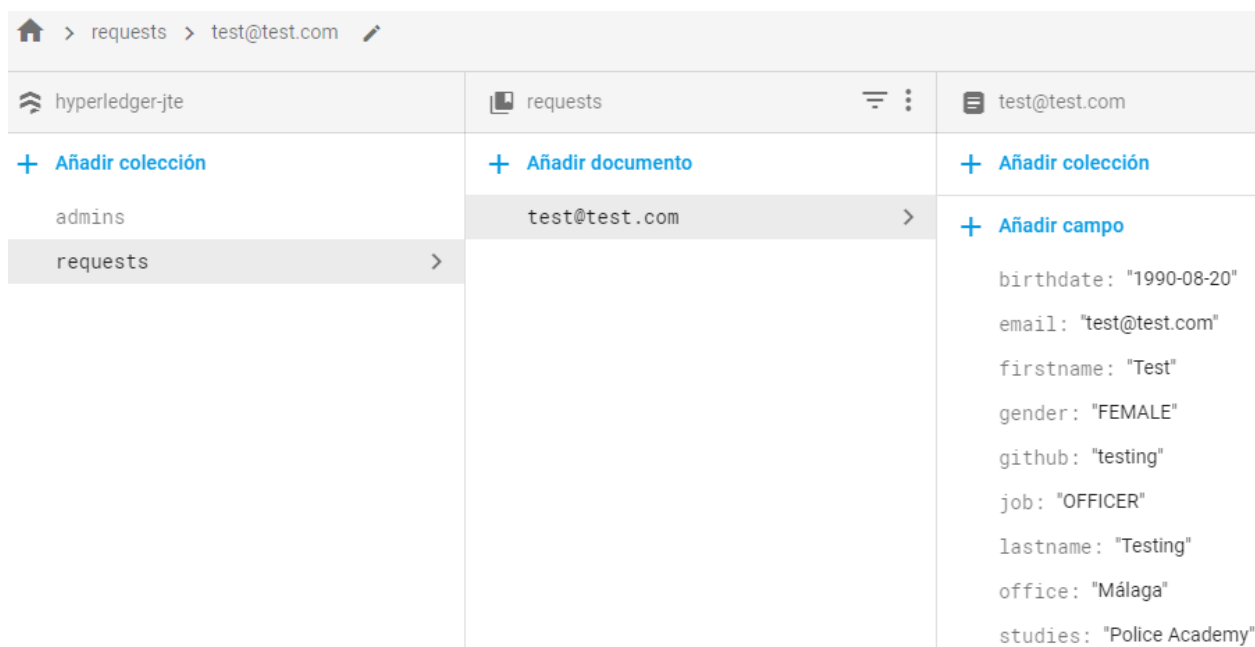 requests > test@test.com
hyperledger-jte
requests
test@test.com
+ Añadir colección
+ Añadir documento
+ Añadir colección
admins
test@test.com
+ Añadir campo
requests
birthdate: "1990-08-20"
email: "test@test.com"
firstname: "Test"
gender: "FEMALE"
github: "testing"
job: "OFFICER"
lastname: "Testing"
office: "Málaga"
studies: "Police Academy"